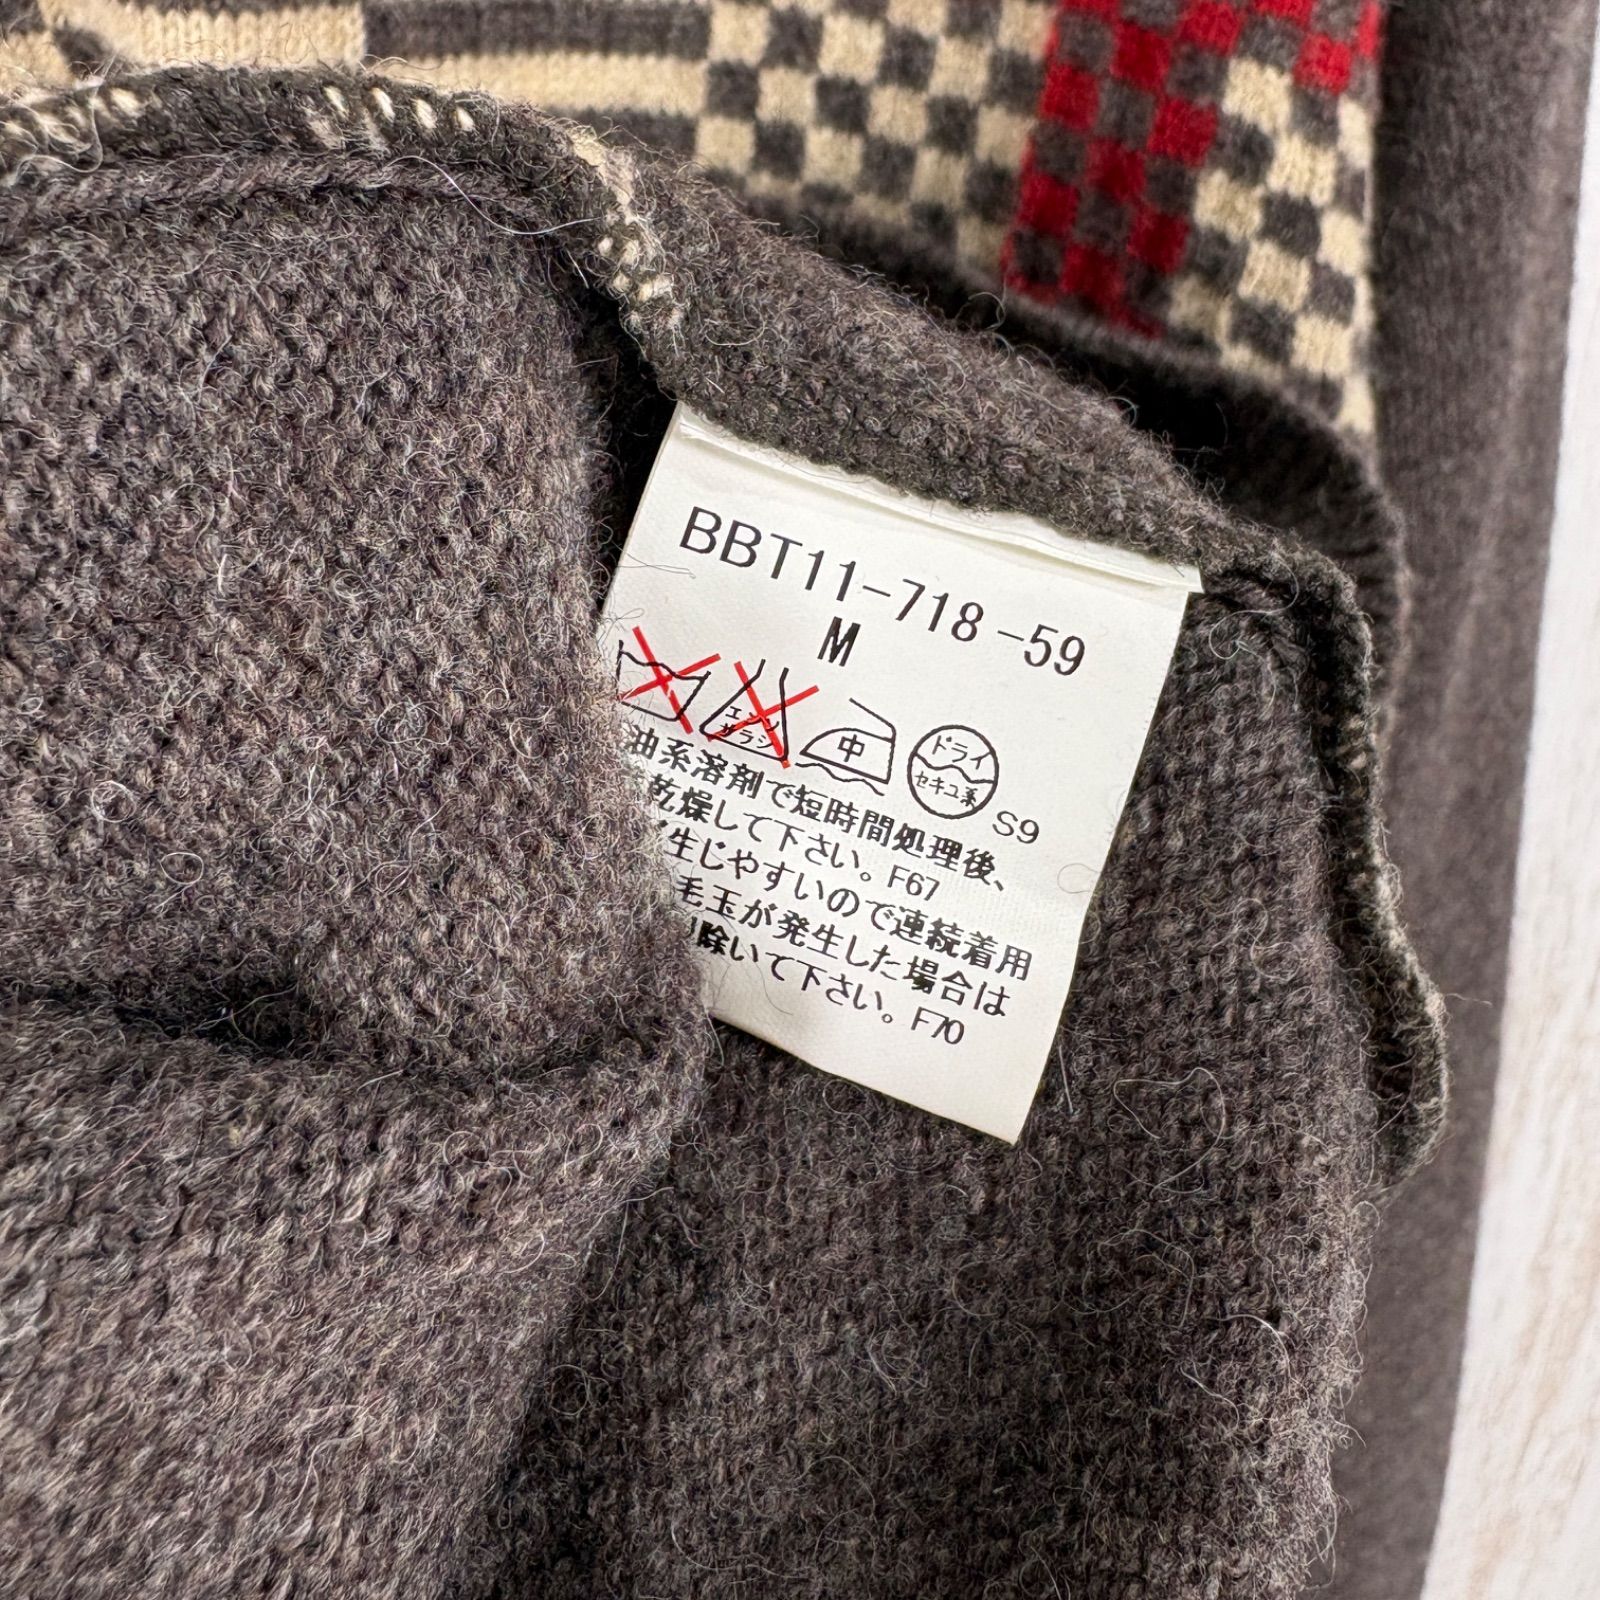 BBT11-718-59
M
エンソ
サラシ
中
ドライ
セキユ系
S9
油系溶剤で短時間処理後、
乾燥して下さい。F67
生じやすいので連続着用
毛玉が発生した場合は
除いて下さい。F70